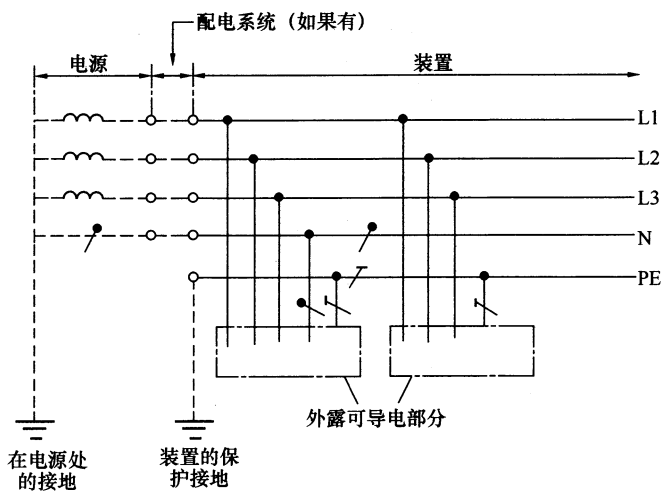 配电系统（如果有）
电源
装置
L1
L2
L3
N
PE
外露可导电部分
在电源处
的接地
装置的保
护接地